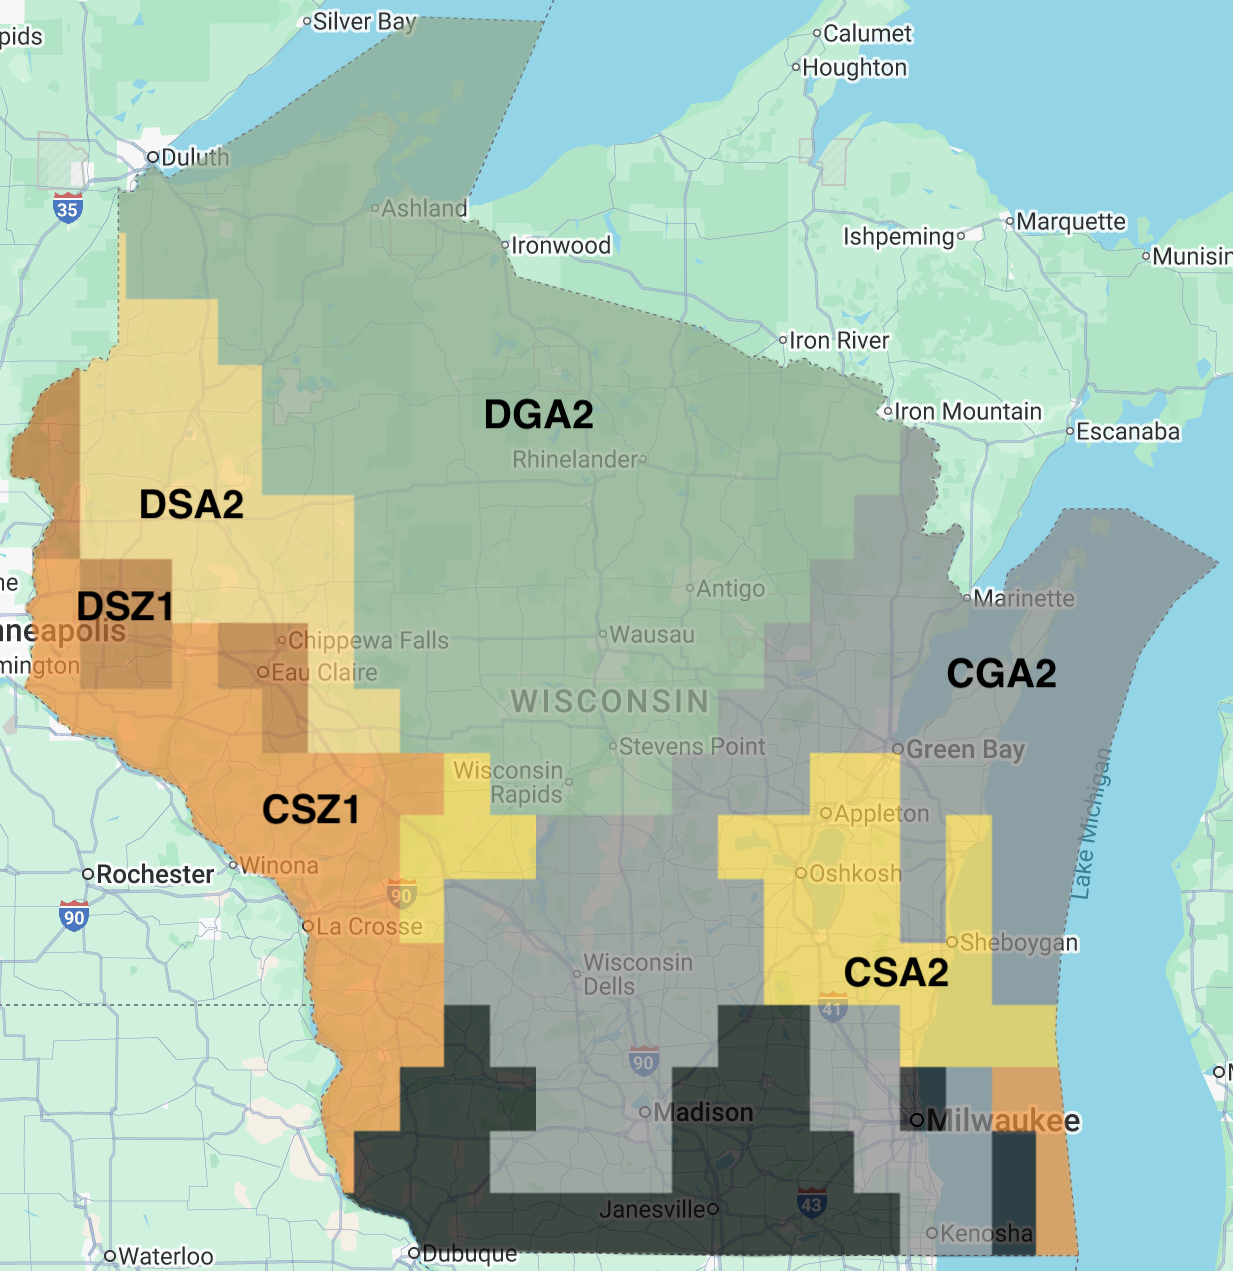 Silver Bay
Calumet
pids
Houghton
Duluth
35
Ashland
Marquette
Ishpeming
Ironwood
Munisin
Iron River
DGA2
Iron Mountain
Escanaba
Rhinelander
DSA2
ne
Antigo
DSZ1
Marinette
nneapolis
Chippewa Falls
Wausau
mington
Eau Claire
CGA2
WISCONSIN
Stevens Point
Green Bay
Wisconsin
Rapids
CSZ1
Appleton
Lake Michigan
Winona
Rochester
Oshkosh
90
90
La Crosse
Sheboygan
Wisconsin
Dells
CSA2
41
90
Madison
Milwaukee
43
Janesville
Kenosha
Waterloo
Dubuque